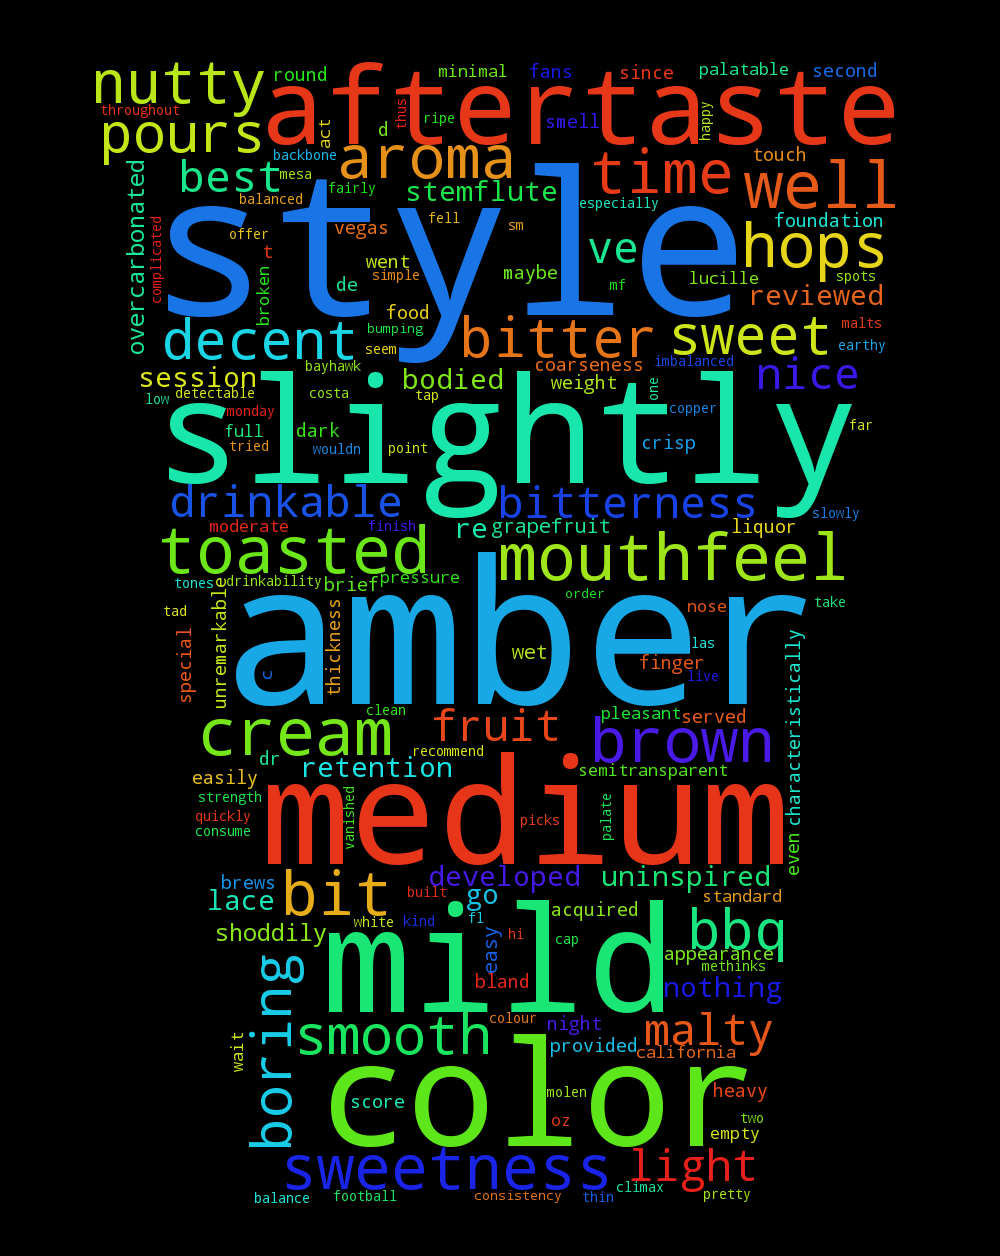 nutty round aftertaste minimal fans since palatable second
throughout pours act d thus ripe smell happy
backbone aroma time touch
best mesa fairly stemflute especially well
overcarbonated balanced style vegas fell sm foundation
complicated offer t went ve hops
broken de simple maybe mf lucille spots
food reviewed
decent bumping bitter sweet malts
seem coarseness imbalanced earthy
session bayhawk bodied weight one nice
low detectable costa tap copper
monday slightly far
full dark crisp
tried wouldn point
drinkable bitterness slowly
moderate finish re grapefruit liquor
toasted mouthfeel
tones drinkability brief pressure order take
tad unremarkable thickness amber nose
special wet las characteristically
c finger live
clean pleasant served
cream fruit brown
dr recommend retention semitransparent
easily medium
strength vanished palate
quickly picks
consume even
brews developed uninspired
lace bit built go acquired standard
white kind fl
shoddily easy hi cap bbq
appearance
mild methinks
bland nothing
boring colour night malty
wait smooth provided california
color molen heavy
score oz two
empty
sweetness light
balance football consistency thin climax pretty